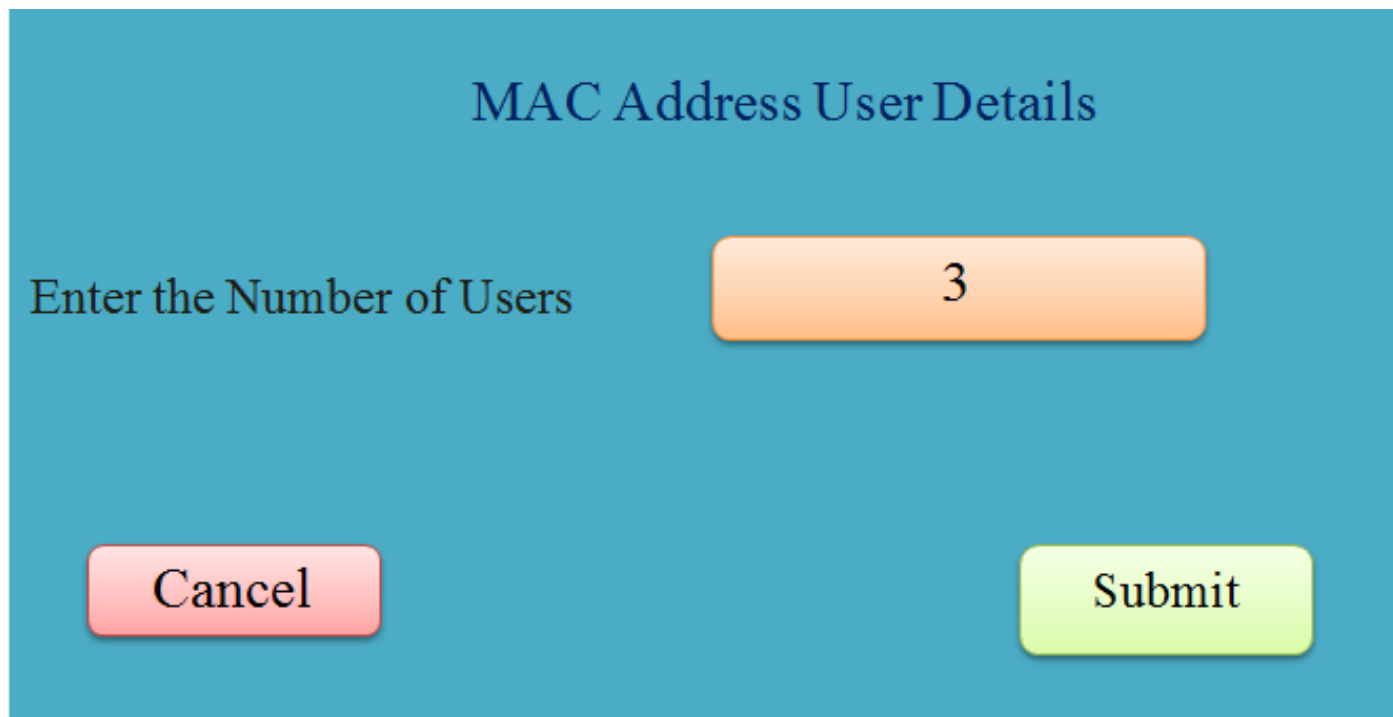 MAC Address User Details
Enter the Number of Users
3
Cancel
Submit